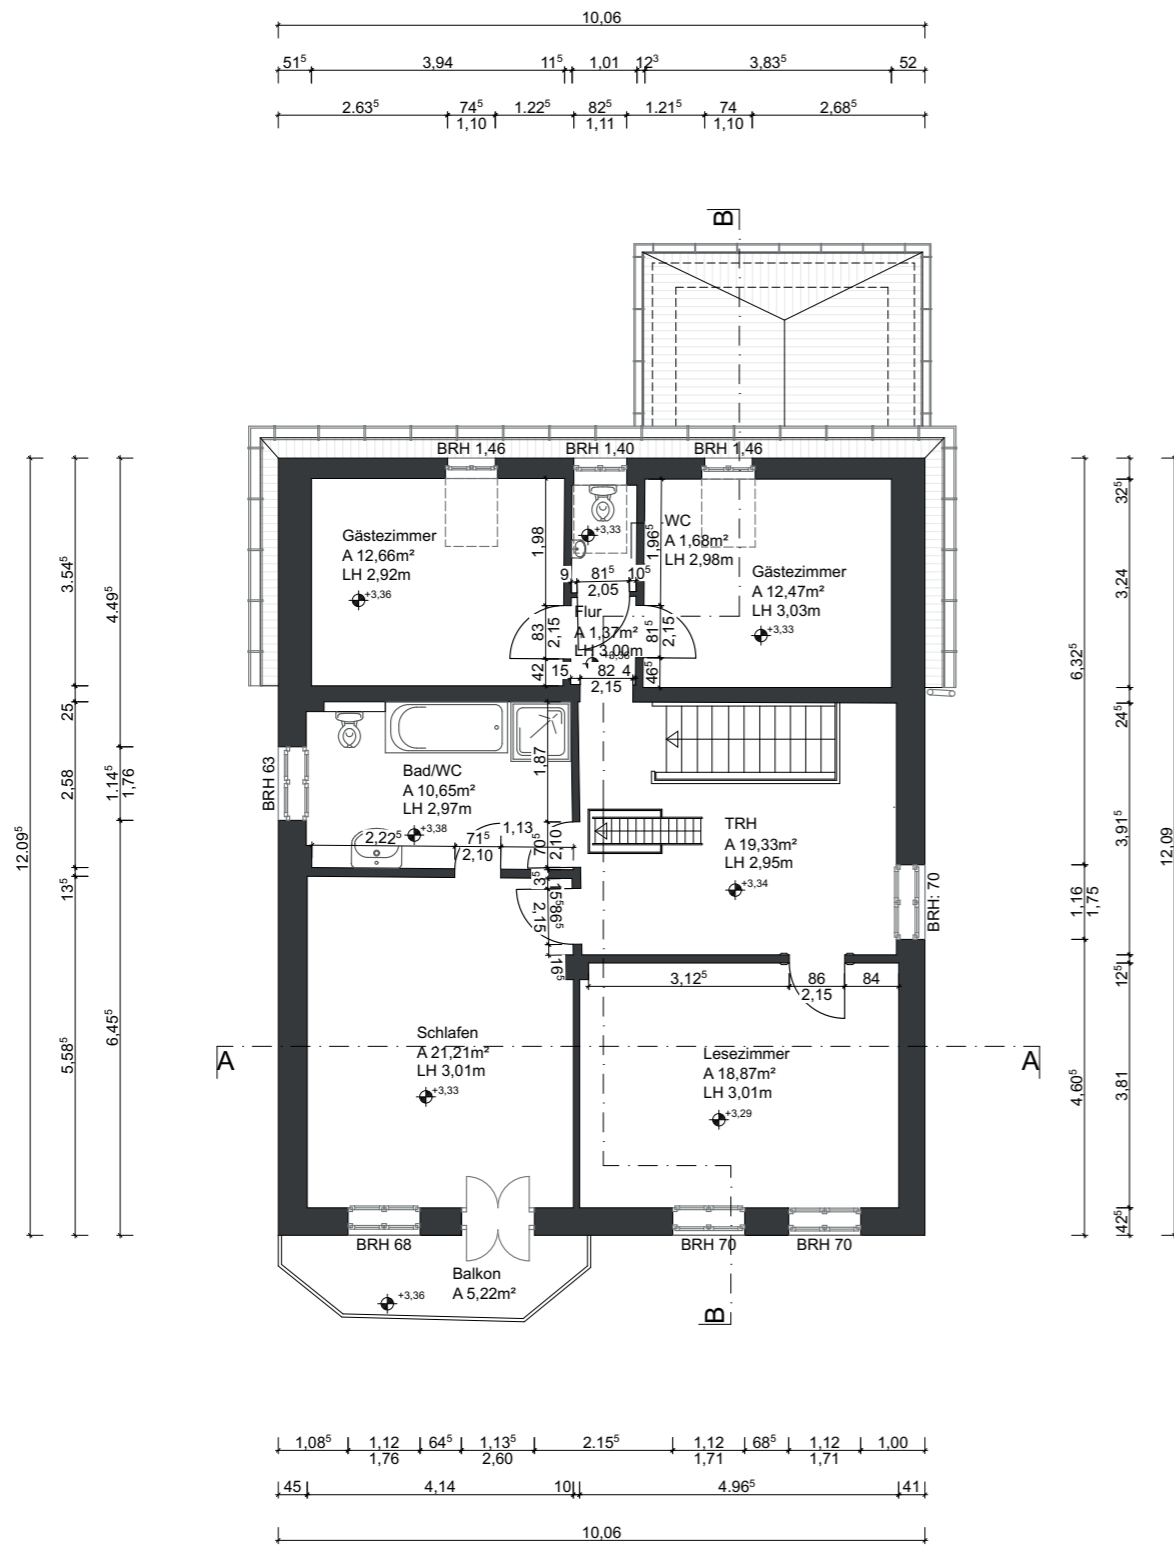 10,06
51⁵ 3,94 11⁵ 1,01 12³ 3,83⁵ 52
2.63⁵ 74⁵ 1.22⁵ 82⁵ 1.21⁵ 74 2,68⁵
1,10 1,11 1,10
B
BRH 1,46 BRH 1,40 BRH 1,46
Gästezimmer
A 12,66m²
LH 2,92m
+3,36
1,98
+3,33
1,96⁵
WC
A 1,68m²
LH 2,98m
Gästezimmer
A 12,47m²
LH 3,03m
+3,33
9 81⁵ 10⁵
2,05
Flur
A 1,37m²
LH 3,00m
83
2,15
42
81⁵
2,15
46⁵
15 82 4
2,15
12.09⁵
3.54⁵
25
2,58
13⁵
5,58⁵
4.49⁵
1.14⁵
1,76
6,45⁵
BRH 63
Bad/WC
A 10,65m²
LH 2,97m
+3,38
1,87
2,22⁵ 71⁵ 1,13
2,10
70⁵
2,10
3⁵
15⁵
86⁵
2,15
16⁵
TRH
A 19,33m²
LH 2,95m
+3,34
BRH: 70
6,32⁵
1,16
1,75
4,60⁵
32⁵
3,24
24⁵
3,91⁵
12⁵
3,81
42⁵
12,09
3,12⁵ 86 84
2,15
Schlafen
A 21,21m²
LH 3,01m
+3,33
Lesezimmer
A 18,87m²
LH 3,01m
+3,29
A A
BRH 68 BRH 70 BRH 70
Balkon
A 5,22m²
+3,36
B
1,08⁵ 1,12 64⁵ 1,13⁵ 2.15⁵ 1,12 68⁵ 1,12 1,00
1,76 2,60 1,71 1,71
45 4,14 10 4.96⁵ 41
10,06